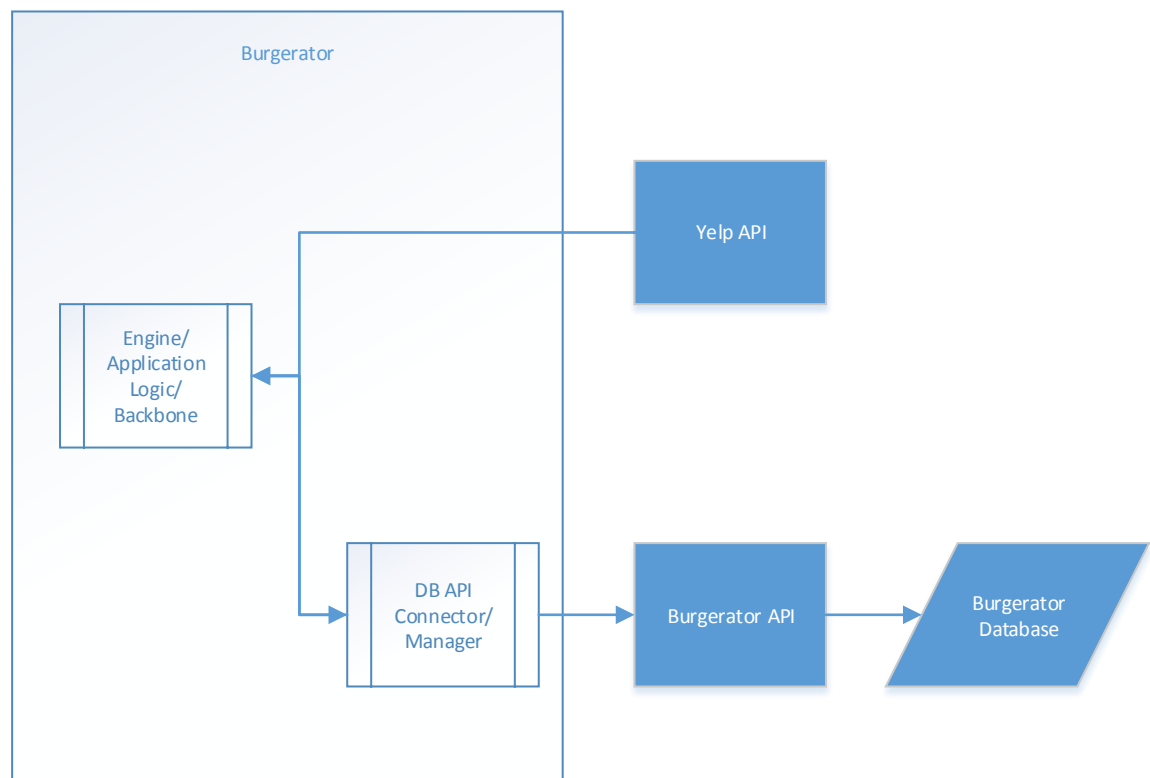 Burgerator
Yelp API
Engine/
Application
Logic/
Backbone
DB API
Connector/
Manager
Burgerator API
Burgerator
Database